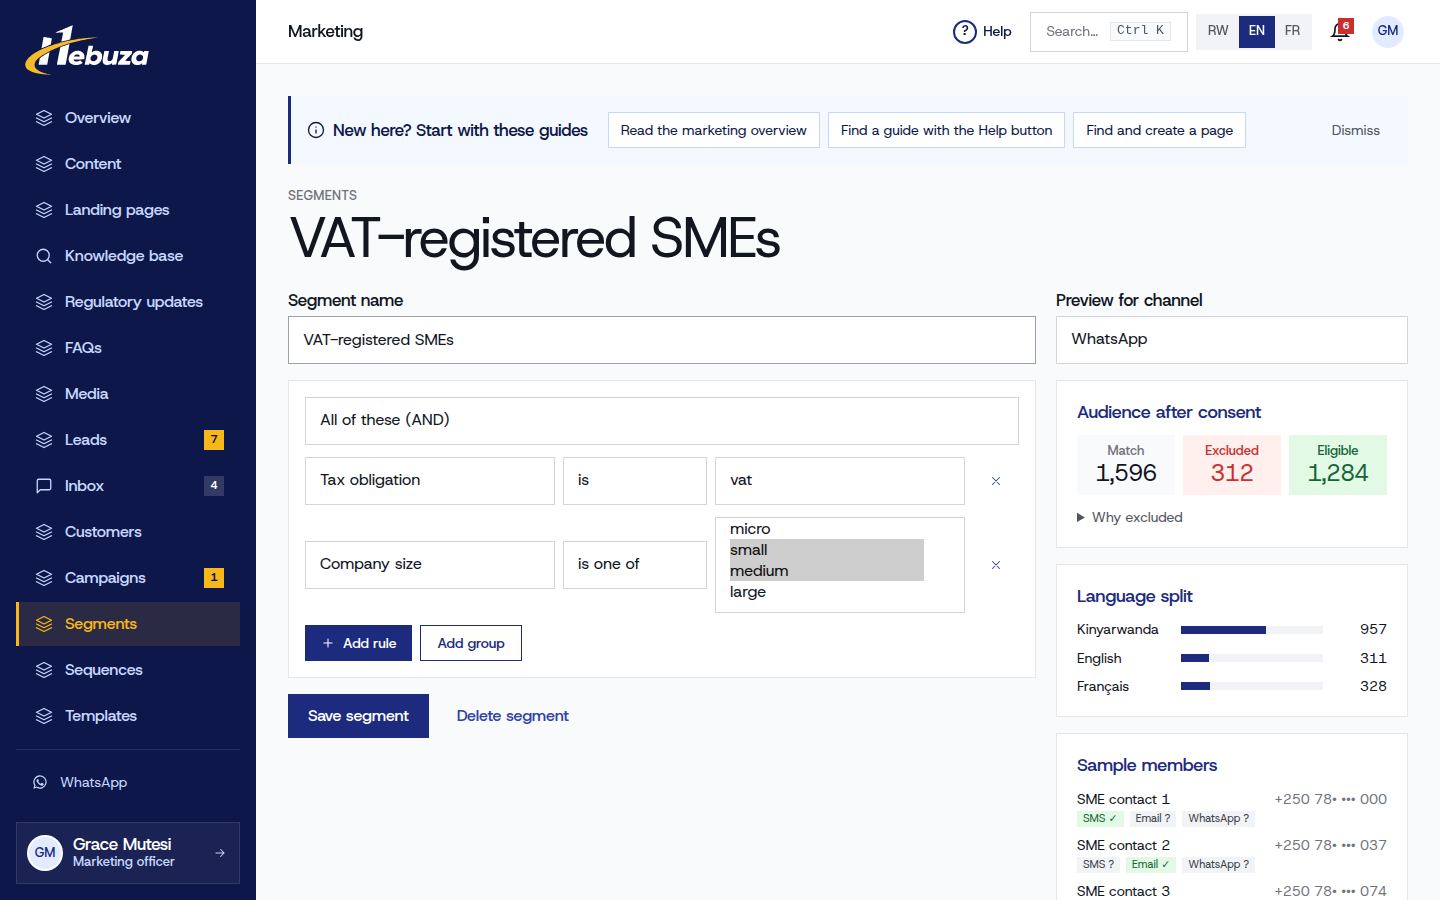 Hebuza
Overview
Content
Landing pages
Knowledge base
Regulatory updates
FAQs
Media
Leads 7
Inbox 4
Customers
Campaigns 1
Segments
Sequences
Templates
WhatsApp
GM
Grace Mutesi
Marketing officer
Marketing
? Help
Search... Ctrl K
RW EN FR
6
GM
New here? Start with these guides
Read the marketing overview
Find a guide with the Help button
Find and create a page
Dismiss
SEGMENTS
VAT-registered SMEs
Segment name
VAT-registered SMEs
All of these (AND)
Tax obligation is vat ×
Company size is one of
micro
small
medium
large
×
+ Add rule
Add group
Save segment
Delete segment
Preview for channel
WhatsApp
Audience after consent
Match Excluded Eligible
1,596 312 1,284
▶ Why excluded
Language split
Kinyarwanda 957
English 311
Français 328
Sample members
SME contact 1 +250 78• ••• 000
SMS ✓ Email ? WhatsApp ?
SME contact 2 +250 78• ••• 037
SMS ? Email ✓ WhatsApp ?
SME contact 3 +250 78• ••• 074